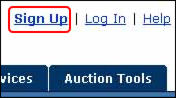 Sign Up | Log In | Help
vices Auction Tools